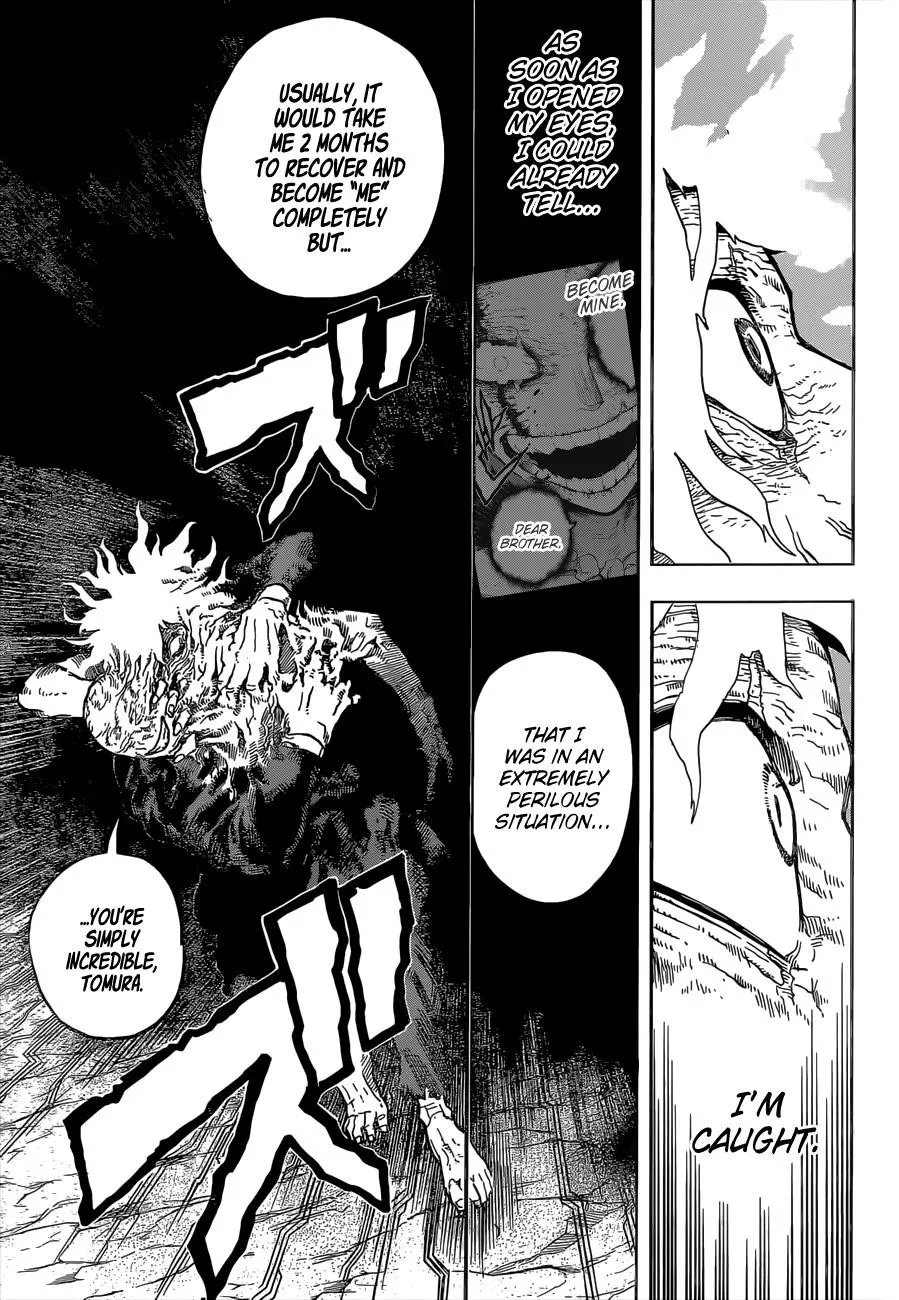 I'M
CAUGHT.
AS
SOON AS
I OPENED
MY EYES,
I COULD
ALREADY
TELL...
BECOME
MINE.
DEAR
BROTHER.
THAT I
WAS IN AN
EXTREMELY
PERILOUS
SITUATION...
USUALLY, IT
WOULD TAKE
ME 2 MONTHS
TO RECOVER AND
BECOME "ME"
COMPLETELY
BUT...
ズ
ズ
...YOU'RE
SIMPLY
INCREDIBLE,
TOMURA.